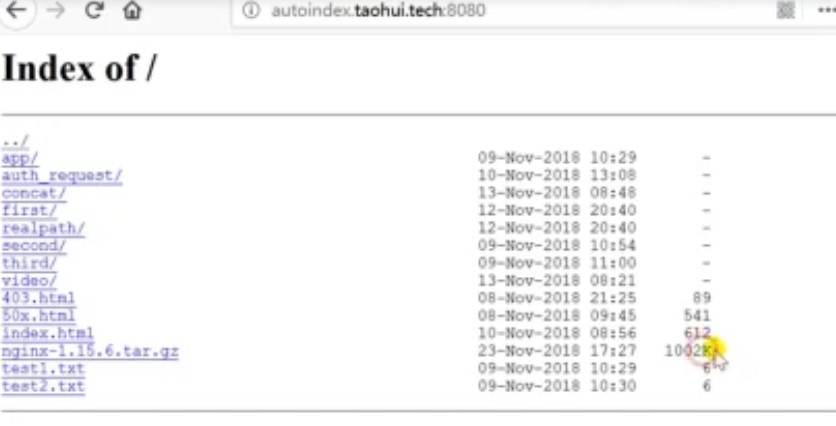 autoindex.taohui.tech:8080
Index of /
../
app/ 09-Nov-2018 10:29 -
auth_request/ 10-Nov-2018 13:08 -
concat/ 13-Nov-2018 08:48 -
first/ 12-Nov-2018 20:40 -
realpath/ 12-Nov-2018 20:40 -
second/ 09-Nov-2018 10:54 -
third/ 09-Nov-2018 11:00 -
video/ 13-Nov-2018 08:21 -
403.html 08-Nov-2018 21:25 89
50x.html 08-Nov-2018 09:45 541
index.html 10-Nov-2018 08:56 612
nginx-1.15.6.tar.gz 23-Nov-2018 17:27 1002K
test1.txt 09-Nov-2018 10:29 6
test2.txt 09-Nov-2018 10:30 6